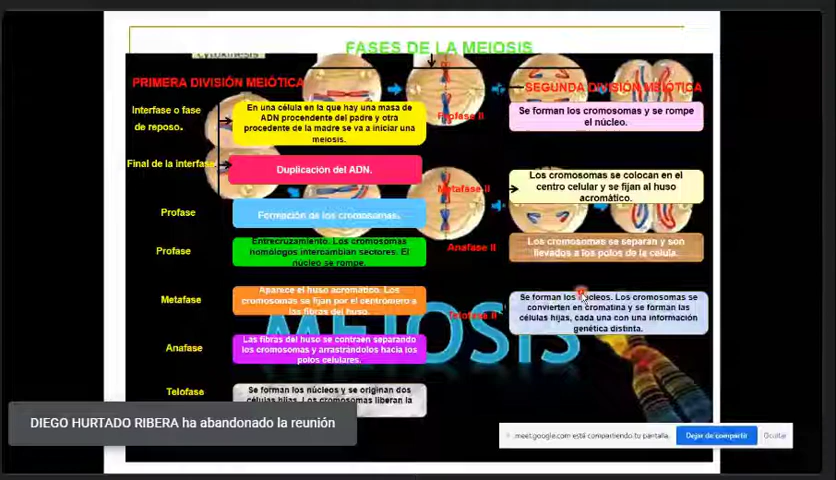 FASES DE LA MEIOSIS
PRIMERA DIVISIÓN MEIÓTICA
SEGUNDA DIVISIÓN MEIÓTICA
Interfase o fase
de reposo.
En una célula en la que hay una masa de
ADN procendente del padre y otra
procedente de la madre se va a iniciar una
meiosis.
Final de la interfase
Duplicación del ADN.
Profase
Formación de los cromosomas.
Profase
Entrecruzamiento. Los cromosomas
homólogos intercambian sectores. El
núcleo se rompe.
Metafase
Aparece el huso acromático. Los
cromosomas se fijan por el centrómero a
las fibras del huso.
Anafase
Las fibras del huso se contraen separando
los cromosomas y arrastrándolos hacia los
polos celulares.
Telofase
Se forman los núcleos y se originan dos
células hijas. Los cromosomas liberan la
Profase II
Se forman los cromosomas y se rompe
el núcleo.
Metafase II
Los cromosomas se colocan en el
centro celular y se fijan al huso
acromático.
Anafase II
Los cromosomas se separan y son
llevados a los polos de la célula.
Telofase II
Se forman los núcleos. Los cromosomas se
convierten en cromatina y se forman las
células hijas, cada una con una información
genética distinta.
MEIOSIS
DIEGO HURTADO RIBERA ha abandonado la reunión
meet.google.com está compartiendo tu pantalla.
Dejar de compartir
Ocultar